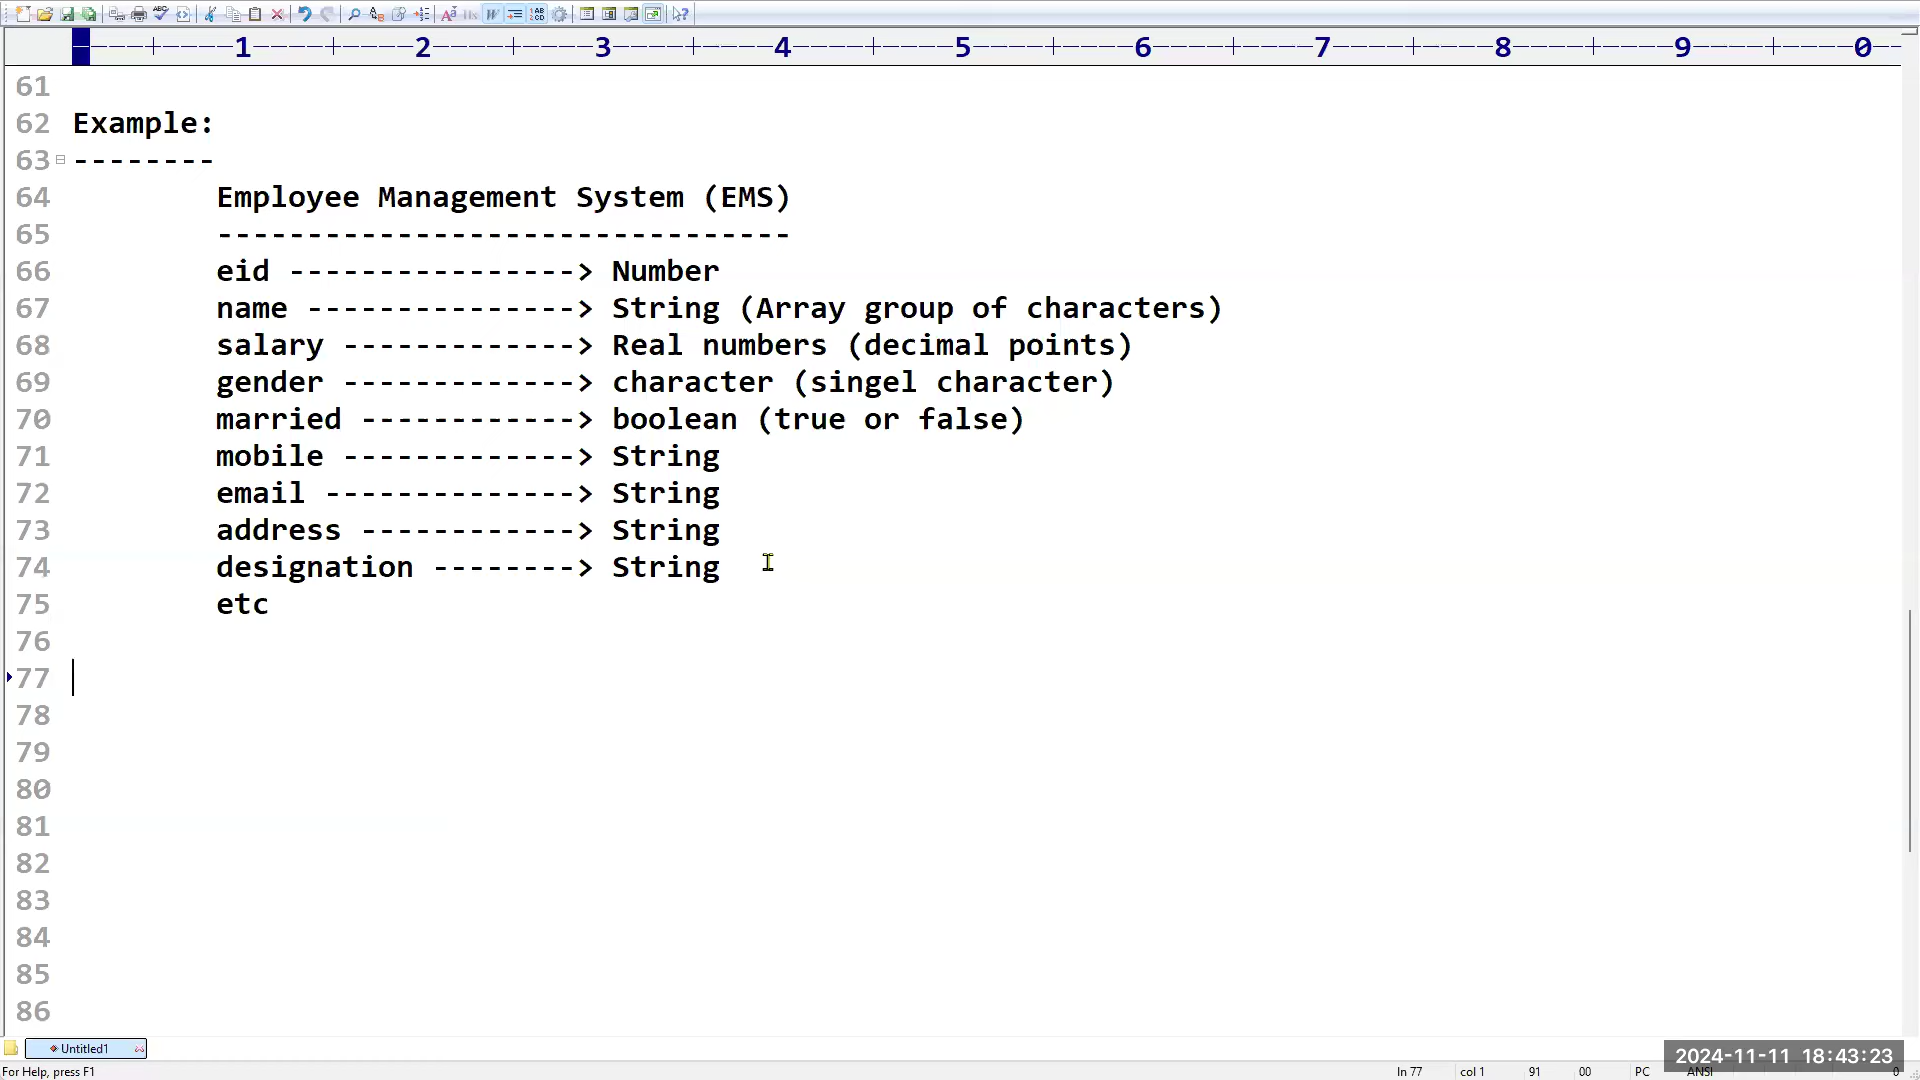 ----+----1----+----2----+----3----+----4----+----5----+----6----+----7----+----8----+----9----+----0--
61
62 Example:
63 --------
64 Employee Management System (EMS)
65 --------------------------------
66 eid ----------------> Number
67 name ---------------> String (Array group of characters)
68 salary -------------> Real numbers (decimal points)
69 gender -------------> character (singel character)
70 married ------------> boolean (true or false)
71 mobile -------------> String
72 email --------------> String
73 address ------------> String
74 designation --------> String
75 etc
76
77
78
79
80
81
82
83
84
85
86
Untitled1
For Help, press F1 ln 77 col 1 91 00 PC ANSI 0
2024-11-11 18:43:23